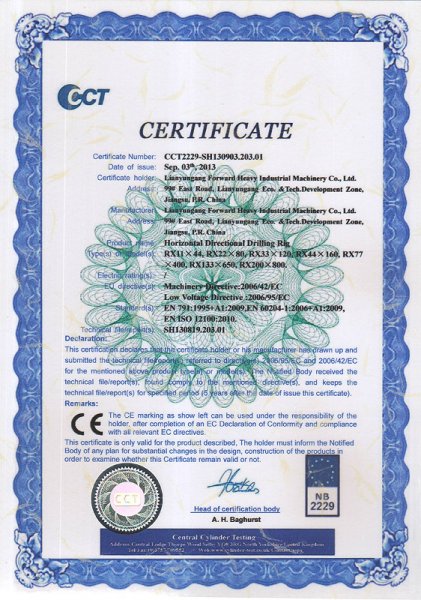 CCT
CERTIFICATE
Certificate Number: CCT2229-SH130903.203.01
Date of issue: Sep. 03th, 2013
Certificate holder: Lianyungang Forward Heavy Industrial Machinery Co., Ltd.
Address: 99# East Road, Lianyungang Eco. &Tech.Development Zone,
Jiangsu, P.R. China
Manufacturer: Lianyungang Forward Heavy Industrial Machinery Co., Ltd.
99# East Road, Lianyungang Eco. &Tech.Development Zone,
Jiangsu, P.R. China
Product name: Horizontal Directional Drilling Rig
Type(s) of model(s): RX11×44, RX22×80, RX33×120, RX44×160, RX77
×400, RX133×650, RX200×800.
Electric rating(s): /
EC directive(s): Machinery Directive:2006/42/EC
Low Voltage Directive :2006/95/EC
Standard(s): EN 791:1995+A1:2009,EN 60204-1:2006+A1:2009,
EN ISO 12100:2010.
Technical file(s): SH130819.203.01
Declaration:
This certification declares that the certificate holder or his manufacturer has drawn up and
submitted the technical file/reports referred to directives 2006/95/EC and 2006/42/EC
for the mentioned above product type or models. The Notified Body received the
technical file/report(s), comply to the mentioned directive(s), and keeps the
technical file/report(s) for specified period (5 years after the date of issue this certificate).
Remarks:
CE
The CE marking as show left can be used under the responsibility of the
holder, after completion of an EC Declaration of Conformity and compliance
with all relevant EC directives.
This certificate is only valid for the product described, The holder must inform the Notified
Body of any plan for substantial changes in the design, construction of the products in
order to examine whether this Certificate remain valid or not.
CCT
Head of certification body
A. H. Baghurst
NB
2229
Central Cylinder Testing
Address: Central Lodge Thorpe Wood Selby